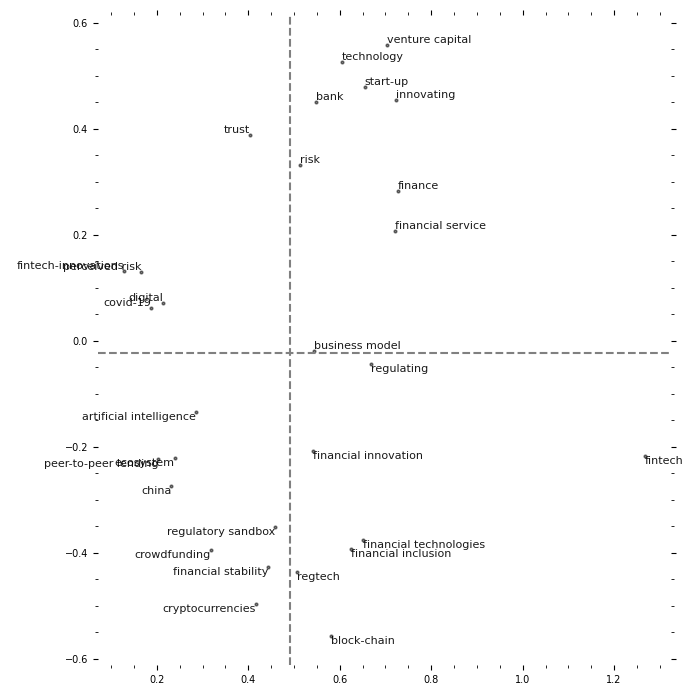 0.6
venture capital
technology
start-up
innovating
bank
0.4
trust
risk
finance
financial service
0.2
fintech-innovations
perceived risk
digital
covid-19
0.0
business model
regulating
artificial intelligence
−0.2
financial innovation
fintech
peer-to-peer lending
ecosystem
china
regulatory sandbox
financial technologies
financial inclusion
−0.4
crowdfunding
financial stability
regtech
cryptocurrencies
block-chain
−0.6
0.2 0.4 0.6 0.8 1.0 1.2